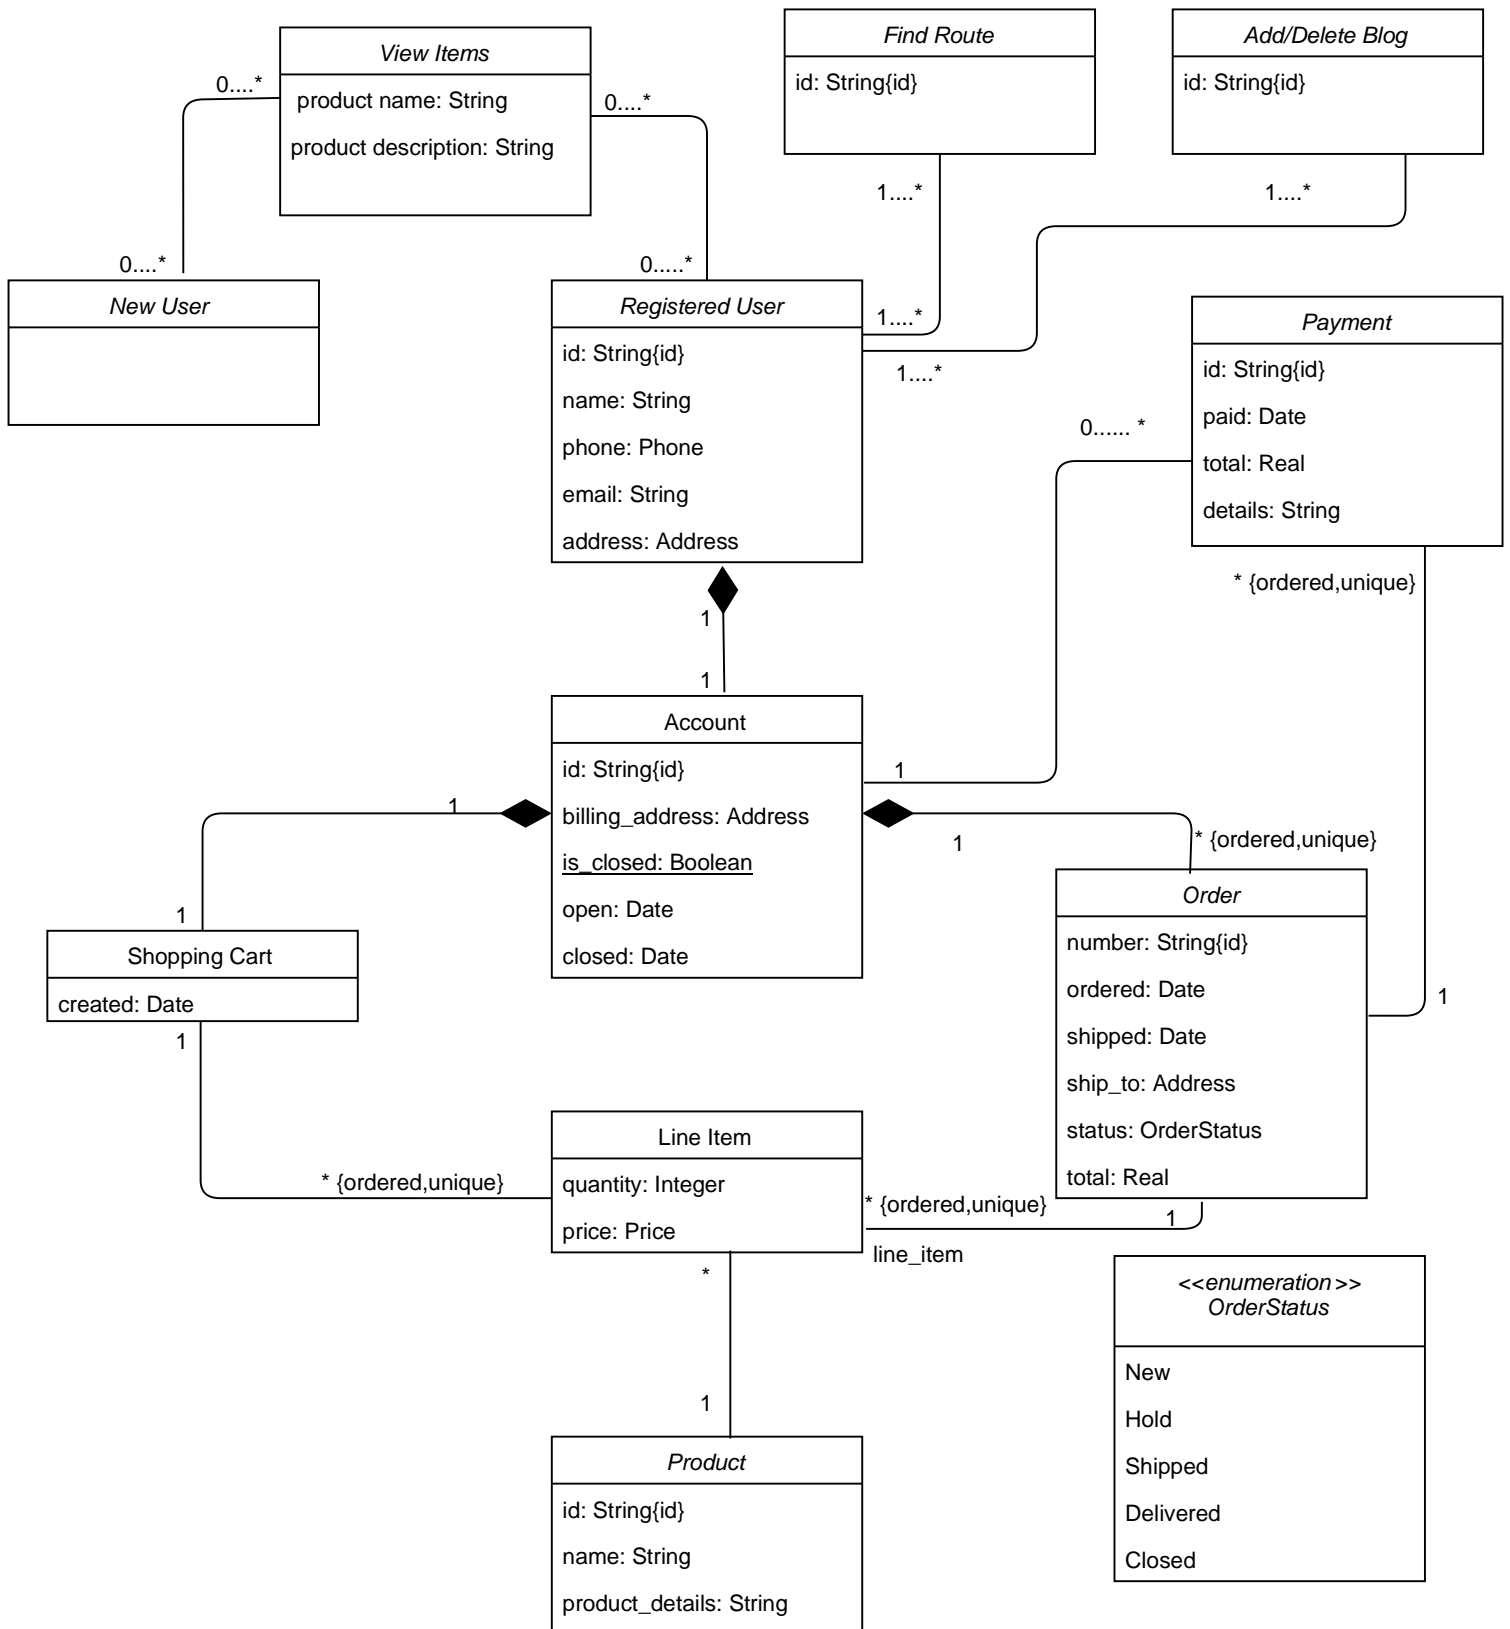 View Items
product name: String
product description: String
Find Route
id: String{id}
Add/Delete Blog
id: String{id}
0....*
0....*
1....*
1....*
0....*
0.....*
New User
Registered User
id: String{id}
name: String
phone: Phone
email: String
address: Address
1....*
1....*
Payment
id: String{id}
paid: Date
total: Real
details: String
0...... *
* {ordered,unique}
1
1
Account
id: String{id}
billing_address: Address
is_closed: Boolean
open: Date
closed: Date
1
1
1
* {ordered,unique}
1
Shopping Cart
created: Date
1
Order
number: String{id}
ordered: Date
shipped: Date
ship_to: Address
status: OrderStatus
total: Real
1
Line Item
quantity: Integer
price: Price
* {ordered,unique}
* {ordered,unique}
1
line_item
*
1
<<enumeration>>
OrderStatus
New
Hold
Shipped
Delivered
Closed
Product
id: String{id}
name: String
product_details: String